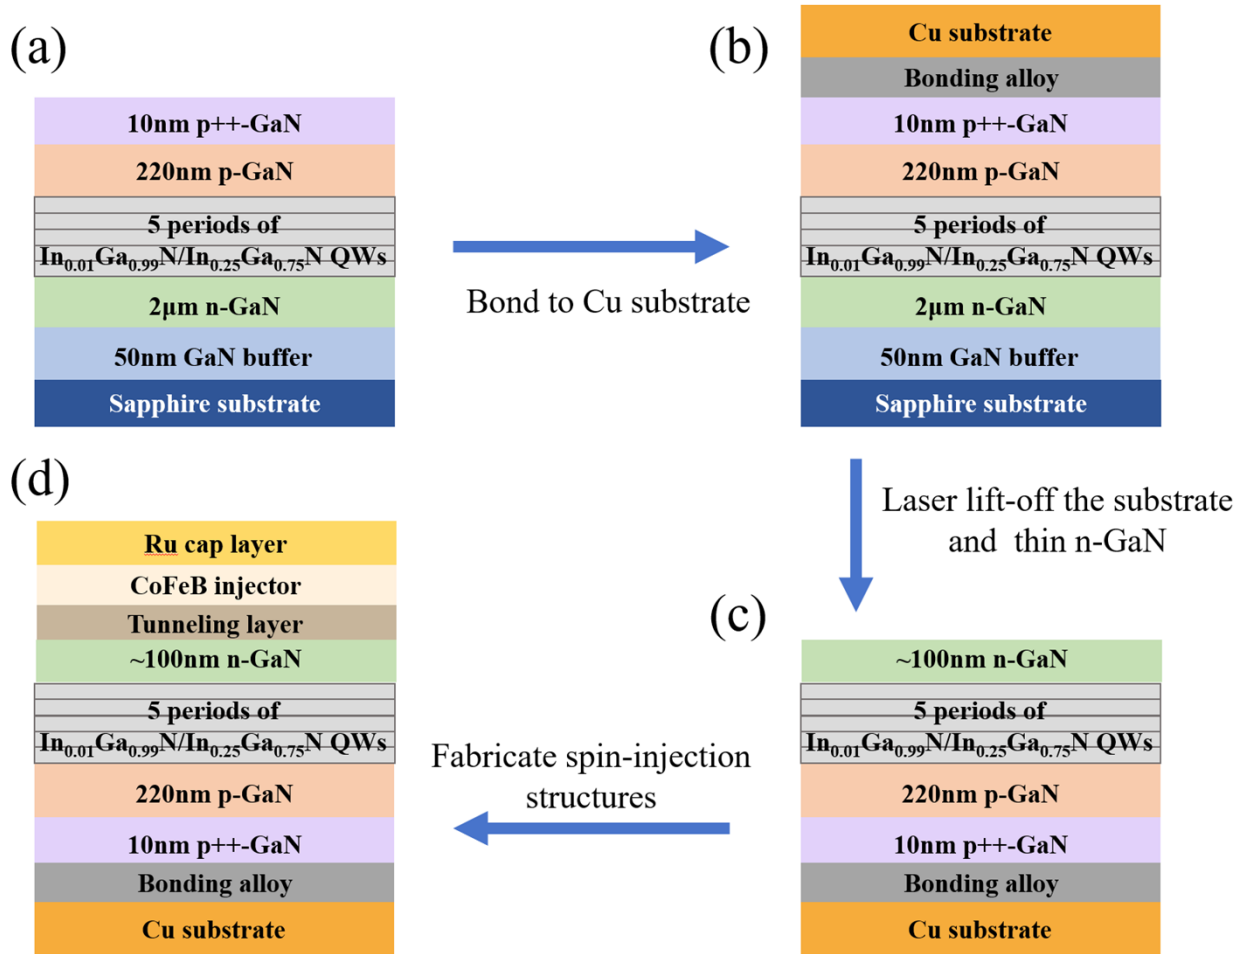 (a)
10nm p++-GaN
220nm p-GaN
5 periods of
In₀.₀₁Ga₀.₉₉N/In₀.₂₅Ga₀.₇₅N QWs
2μm n-GaN
50nm GaN buffer
Sapphire substrate
Bond to Cu substrate
(b)
Cu substrate
Bonding alloy
10nm p++-GaN
220nm p-GaN
5 periods of
In₀.₀₁Ga₀.₉₉N/In₀.₂₅Ga₀.₇₅N QWs
2μm n-GaN
50nm GaN buffer
Sapphire substrate
Laser lift-off the substrate
and thin n-GaN
(c)
~100nm n-GaN
5 periods of
In₀.₀₁Ga₀.₉₉N/In₀.₂₅Ga₀.₇₅N QWs
220nm p-GaN
10nm p++-GaN
Bonding alloy
Cu substrate
Fabricate spin-injection
structures
(d)
Ru cap layer
CoFeB injector
Tunneling layer
~100nm n-GaN
5 periods of
In₀.₀₁Ga₀.₉₉N/In₀.₂₅Ga₀.₇₅N QWs
220nm p-GaN
10nm p++-GaN
Bonding alloy
Cu substrate